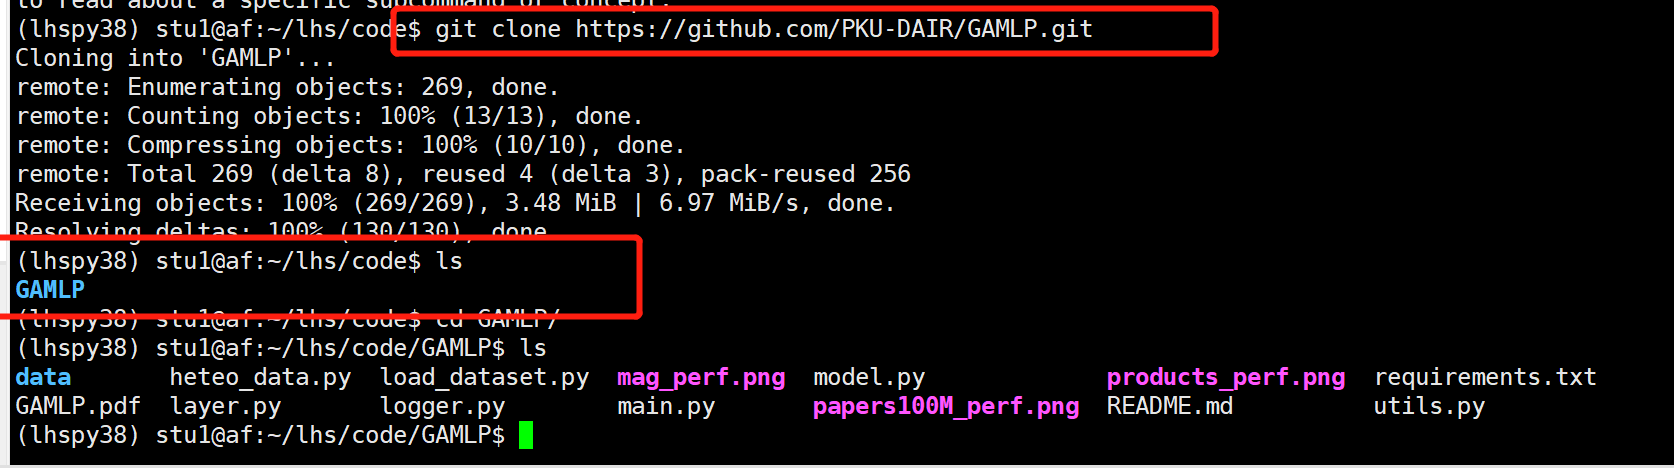 to read about a specific subcommand or concept.
(lhspy38) stu1@af:~/lhs/code$ git clone https://github.com/PKU-DAIR/GAMLP.git
Cloning into 'GAMLP'...
remote: Enumerating objects: 269, done.
remote: Counting objects: 100% (13/13), done.
remote: Compressing objects: 100% (10/10), done.
remote: Total 269 (delta 8), reused 4 (delta 3), pack-reused 256
Receiving objects: 100% (269/269), 3.48 MiB | 6.97 MiB/s, done.
Resolving deltas: 100% (130/130), done.
(lhspy38) stu1@af:~/lhs/code$ ls
GAMLP
(lhspy38) stu1@af:~/lhs/code$ cd GAMLP/
(lhspy38) stu1@af:~/lhs/code/GAMLP$ ls
data heteo_data.py load_dataset.py mag_perf.png model.py products_perf.png requirements.txt
GAMLP.pdf layer.py logger.py main.py papers100M_perf.png README.md utils.py
(lhspy38) stu1@af:~/lhs/code/GAMLP$